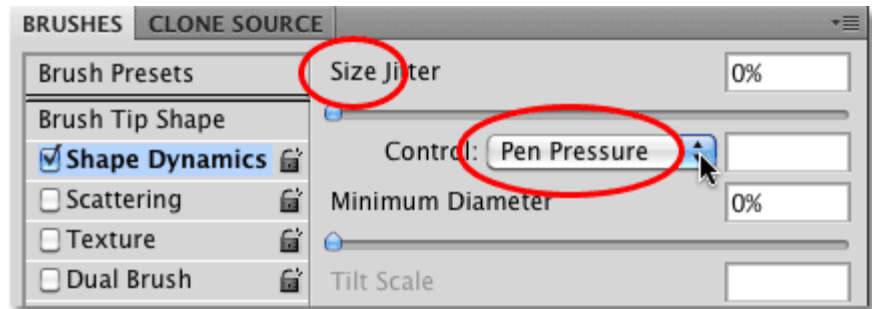 BRUSHES CLONE SOURCE
Brush Presets
Size Jitter 0%
Brush Tip Shape
Shape Dynamics
Control: Pen Pressure
Scattering
Minimum Diameter 0%
Texture
Dual Brush
Tilt Scale